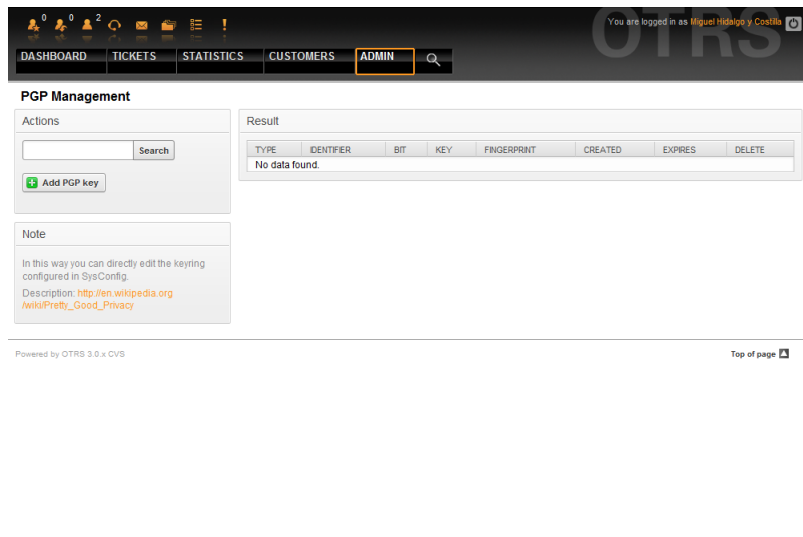 OTRS
0 0 2
You are logged in as Miguel Hidalgo y Costilla
DASHBOARD TICKETS STATISTICS CUSTOMERS ADMIN
PGP Management
Actions
Search
Add PGP key
Note
In this way you can directly edit the keyring
configured in SysConfig.
Description: http://en.wikipedia.org
/wiki/Pretty_Good_Privacy
Result
TYPE IDENTIFIER BIT KEY FINGERPRINT CREATED EXPIRES DELETE
No data found.
Powered by OTRS 3.0.x CVS
Top of page